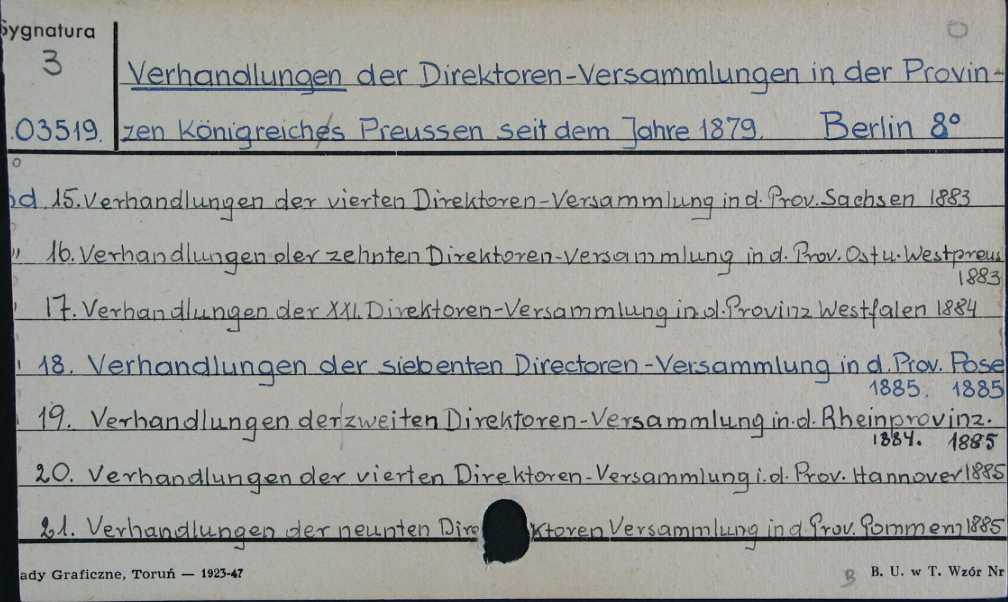 Sygnatura
3
Verhandlungen der Direktoren-Versammlungen in der Provin-
03519. zen Königreiches Preussen seit dem Jahre 1879. Berlin 8°
15. Verhandlungen der vierten Direktoren-Versammlung in d. Prov. Sachsen 1883
" 16. Verhandlungen der zehnten Direktoren-Versammlung in d. Prov. Ost u. Westpreus
1883
17. Verhandlungen der XXI. Direktoren-Versammlung in. d. Provinz Westfalen 1884
18. Verhandlungen der siebenten Directoren-Versammlung in d. Prov. Pose
1885. 1885
19. Verhandlungen der zweiten Direktoren-Versammlung in. d. Rheinprovinz.
1884. 1885
20. Verhandlungen der vierten Direktoren-Versammlung i. d. Prov. Hannover 1885
21. Verhandlungen der neunten Direktoren Versammlung in d Prov. Pommern 1885
ady Graficzne, Toruń — 1923-47
B B. U. w T. Wzór Nr